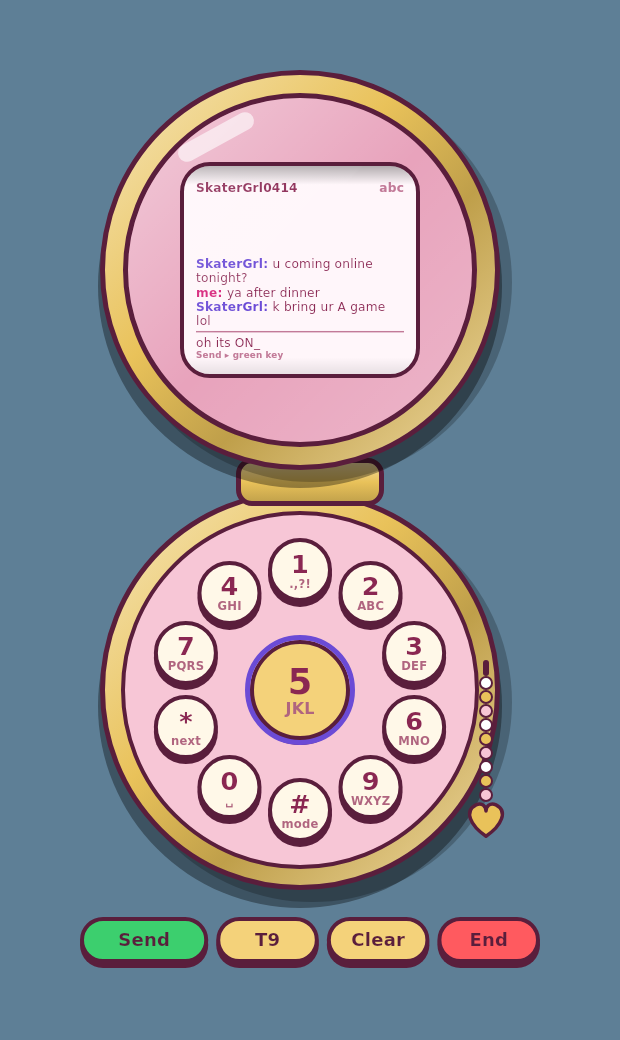 SkaterGrl0414 abc
SkaterGrl: u coming online
tonight?
me: ya after dinner
SkaterGrl: k bring ur A game
lol
oh its ON_
Send ▸ green key
1
.,?!
4
GHI
2
ABC
7
PQRS
3
DEF
5
JKL
*
next
6
MNO
0
␣
9
WXYZ
#
mode
Send T9 Clear End